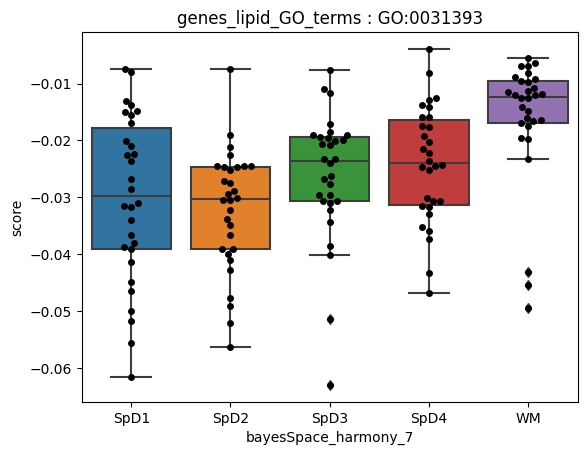 genes_lipid_GO_terms : GO:0031393
score
−0.01
−0.02
−0.03
−0.04
−0.05
−0.06
SpD1 SpD2 SpD3 SpD4 WM
bayesSpace_harmony_7